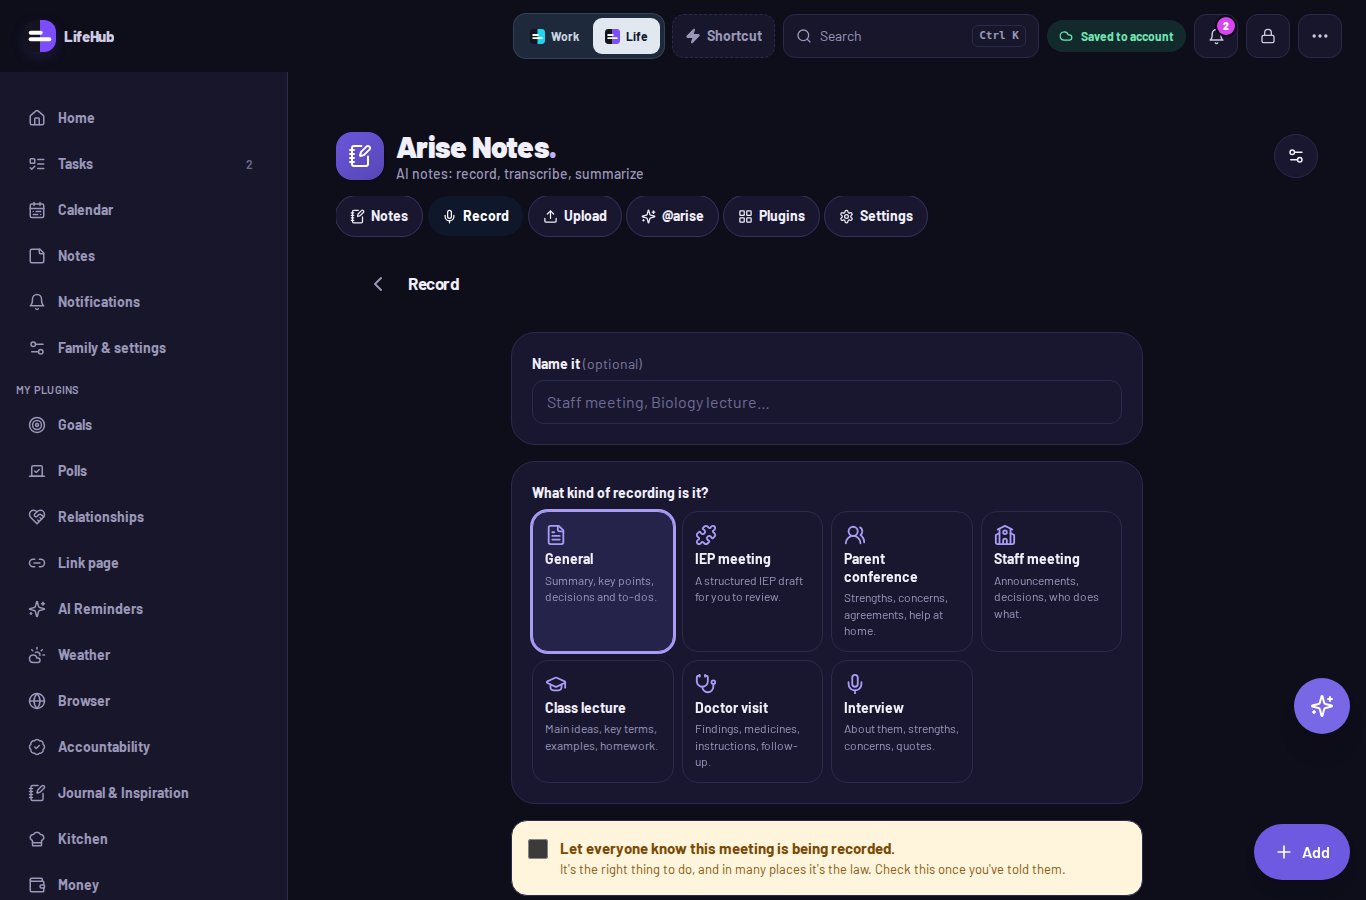 LifeHub
Work
Life
Shortcut
Search
Ctrl K
Saved to account
2
Home
Tasks
2
Calendar
Notes
Notifications
Family & settings
MY PLUGINS
Goals
Polls
Relationships
Link page
AI Reminders
Weather
Browser
Accountability
Journal & Inspiration
Kitchen
Money
Arise Notes.
AI notes: record, transcribe, summarize
Notes
Record
Upload
@arise
Plugins
Settings
Record
Name it (optional)
Staff meeting, Biology lecture...
What kind of recording is it?
General
Summary, key points,
decisions and to-dos.
IEP meeting
A structured IEP draft
for you to review.
Parent
conference
Strengths, concerns,
agreements, help at
home.
Staff meeting
Announcements,
decisions, who does
what.
Class lecture
Main ideas, key terms,
examples, homework.
Doctor visit
Findings, medicines,
instructions, follow-
up.
Interview
About them, strengths,
concerns, quotes.
Let everyone know this meeting is being recorded.
It's the right thing to do, and in many places it's the law. Check this once you've told them.
Add